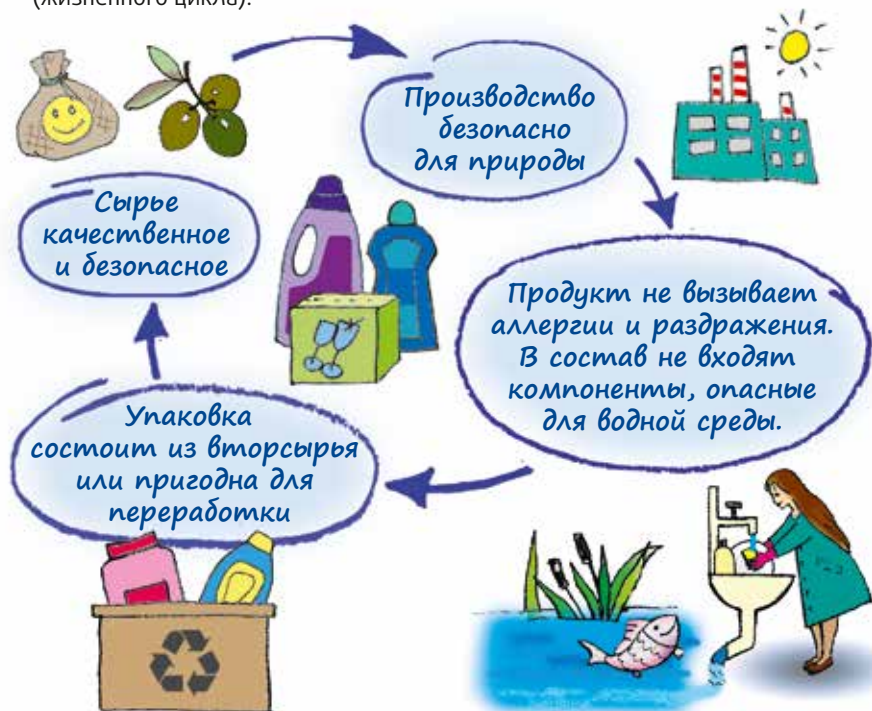 (жизненного цикла).
Производство
безопасно
для природы
Сырье
качественное
и безопасное
Продукт не вызывает
аллергии и раздражения.
В состав не входят
компоненты, опасные
для водной среды.
Упаковка
состоит из вторсырья
или пригодна для
переработки